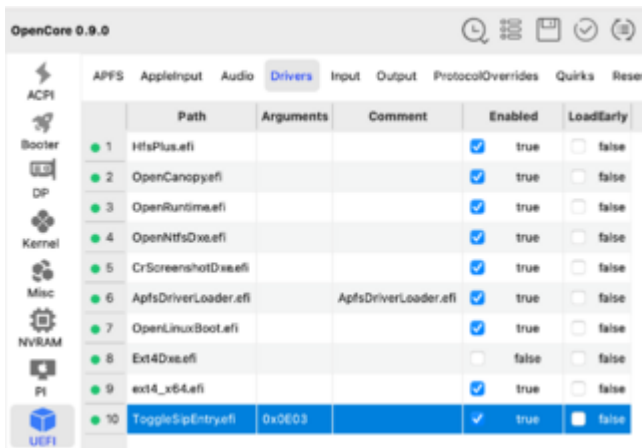 OpenCore 0.9.0
APFS AppleInput Audio Drivers Input Output ProtocolOverrides Quirks Rese
ACPI
Booter
DP
Kernel
Misc
NVRAM
PI
UEFI
Path Arguments Comment Enabled LoadEarly
1 HfsPlus.efi true false
2 OpenCanopy.efi true false
3 OpenRuntime.efi true false
4 OpenNtfsDxe.efi true false
5 CrScreenshotDxe.efi true false
6 ApfsDriverLoader.efi ApfsDriverLoader.efi true false
7 OpenLinuxBoot.efi true false
8 Ext4Dxe.efi false false
9 ext4_x64.efi true false
10 ToggleSipEntry.efi 0x0E03 true false